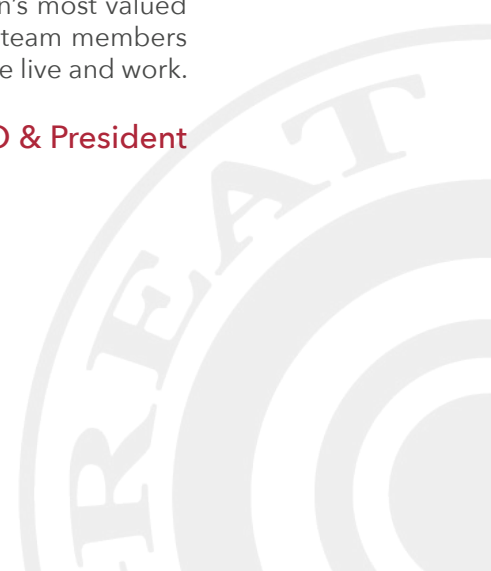 n's most valued
team members
e live and work.
O & President
REAT